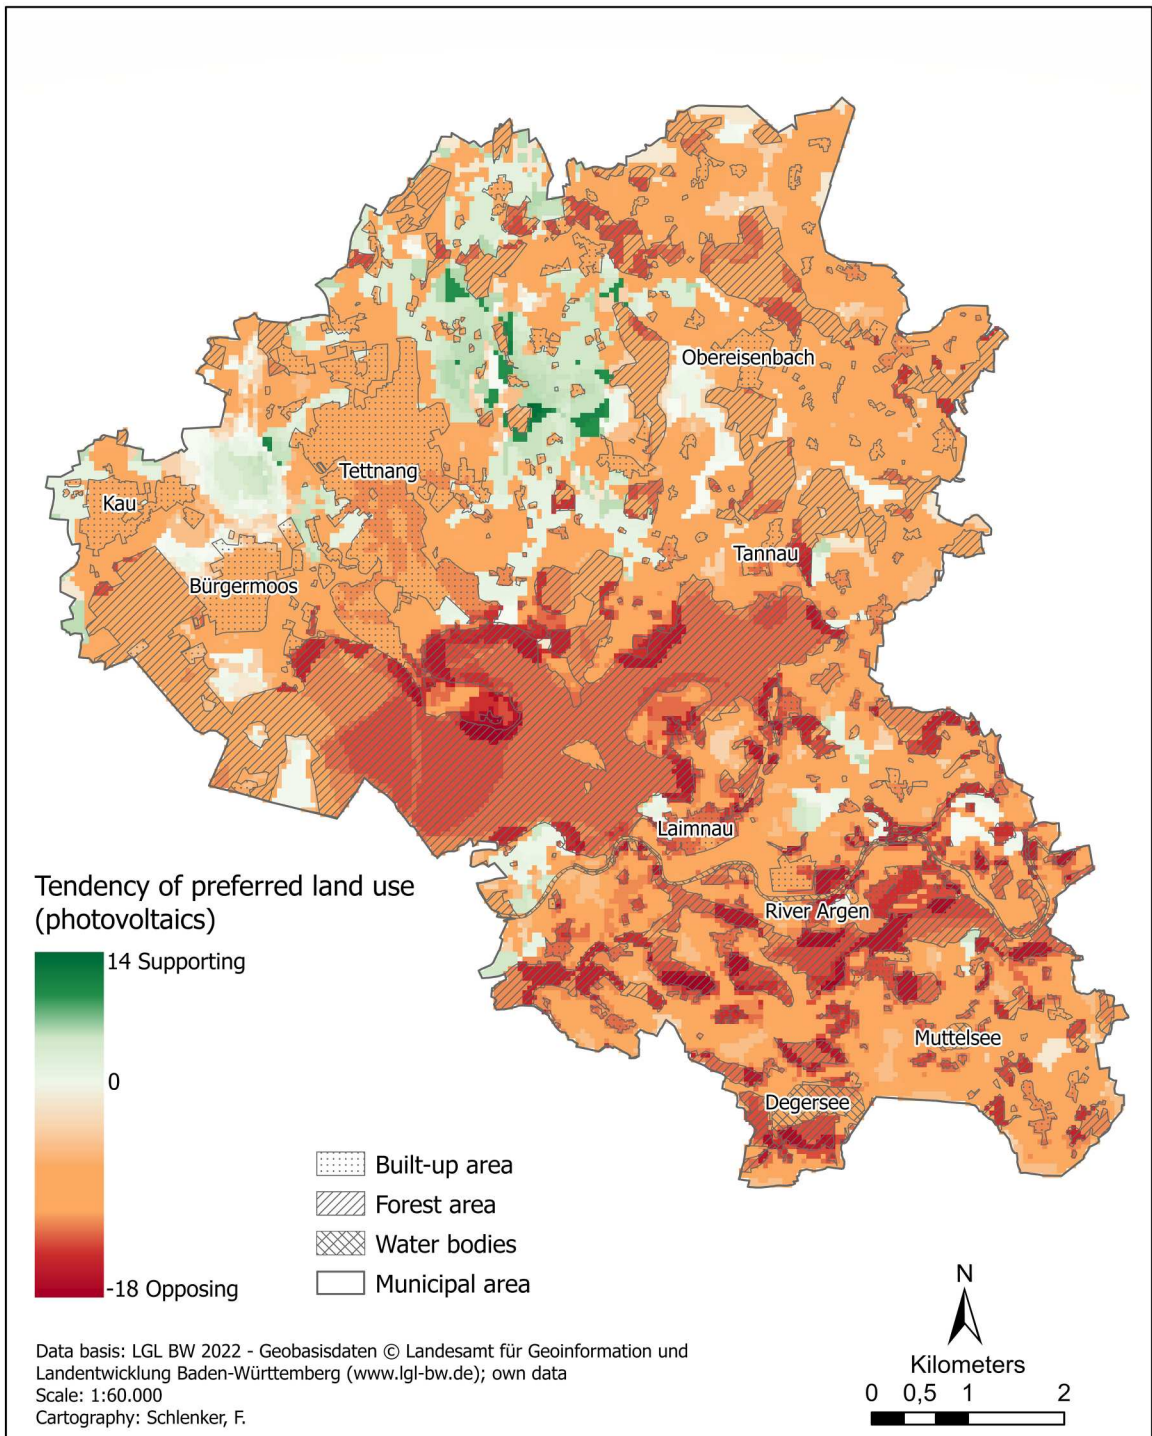 Obereisenbach
Tettnang
Kau
Tannau
Bürgermoos
Laimnau
River Argen
Muttelsee
Degersee
Tendency of preferred land use
(photovoltaics)
14 Supporting
0
-18 Opposing
Built-up area
Forest area
Water bodies
Municipal area
N
Kilometers
0 0,5 1 2
Data basis: LGL BW 2022 - Geobasisdaten © Landesamt für Geoinformation und
Landentwicklung Baden-Württemberg (www.lgl-bw.de); own data
Scale: 1:60.000
Cartography: Schlenker, F.